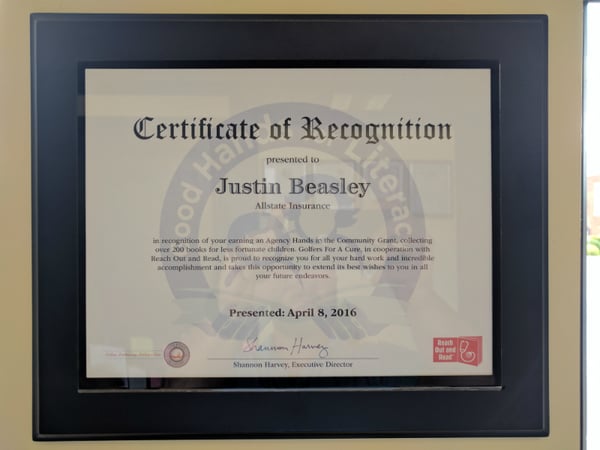 Certificate of Recognition
presented to
Justin Beasley
Allstate Insurance
in recognition of your earning an Agency Hands in the Community Grant, collecting
over 200 books for less fortunate children. Golfers For A Cure, in cooperation with
Reach Out and Read, is proud to recognize you for all your hard work and incredible
accomplishment and takes this opportunity to extend its best wishes to you in all
your future endeavors.
Presented: April 8, 2016
Shannon Harvey
Shannon Harvey, Executive Director
Reach
Out and
Read